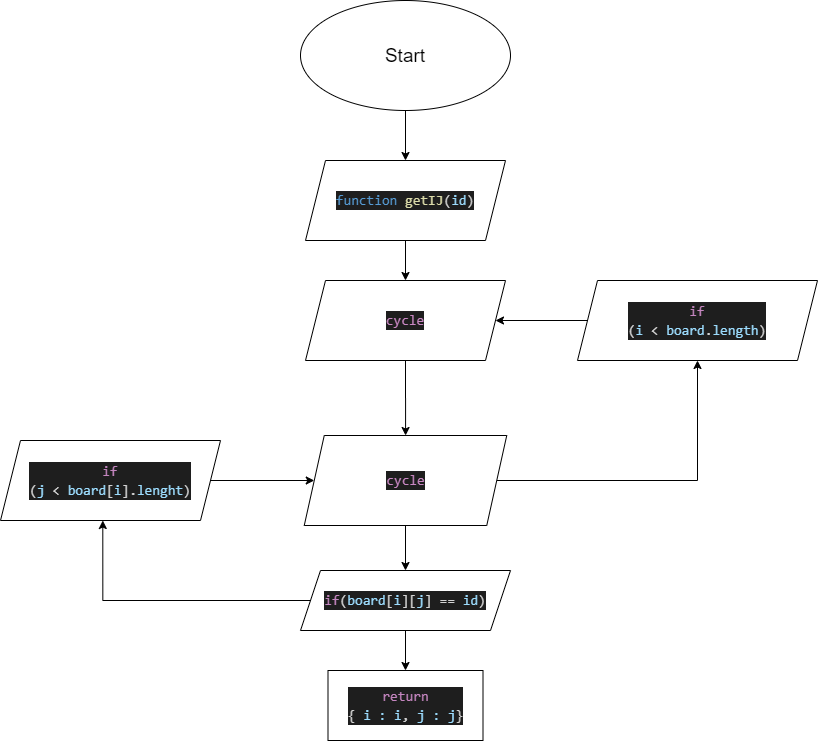 Start
function getIJ(id)
cycle
if
(i < board.length)
if
(j < board[i].lenght)
cycle
if(board[i][j] == id)
return
{ i : i, j : j}